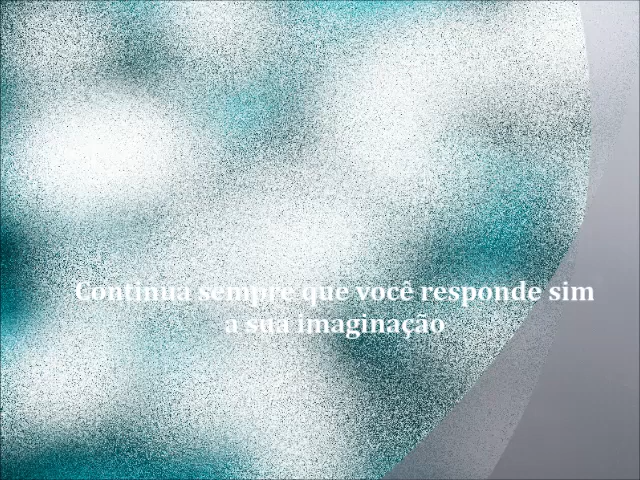 Continua sempre que você responde sim
a sua imaginação